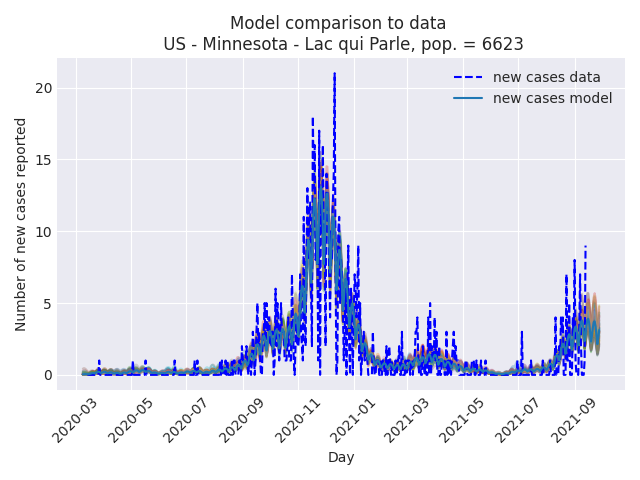 Model comparison to data
US - Minnesota - Lac qui Parle, pop. = 6623
new cases data
new cases model
Number of new cases reported
20
15
10
5
0
2020-03
2020-05
2020-07
2020-09
2020-11
2021-01
2021-03
2021-05
2021-07
2021-09
Day